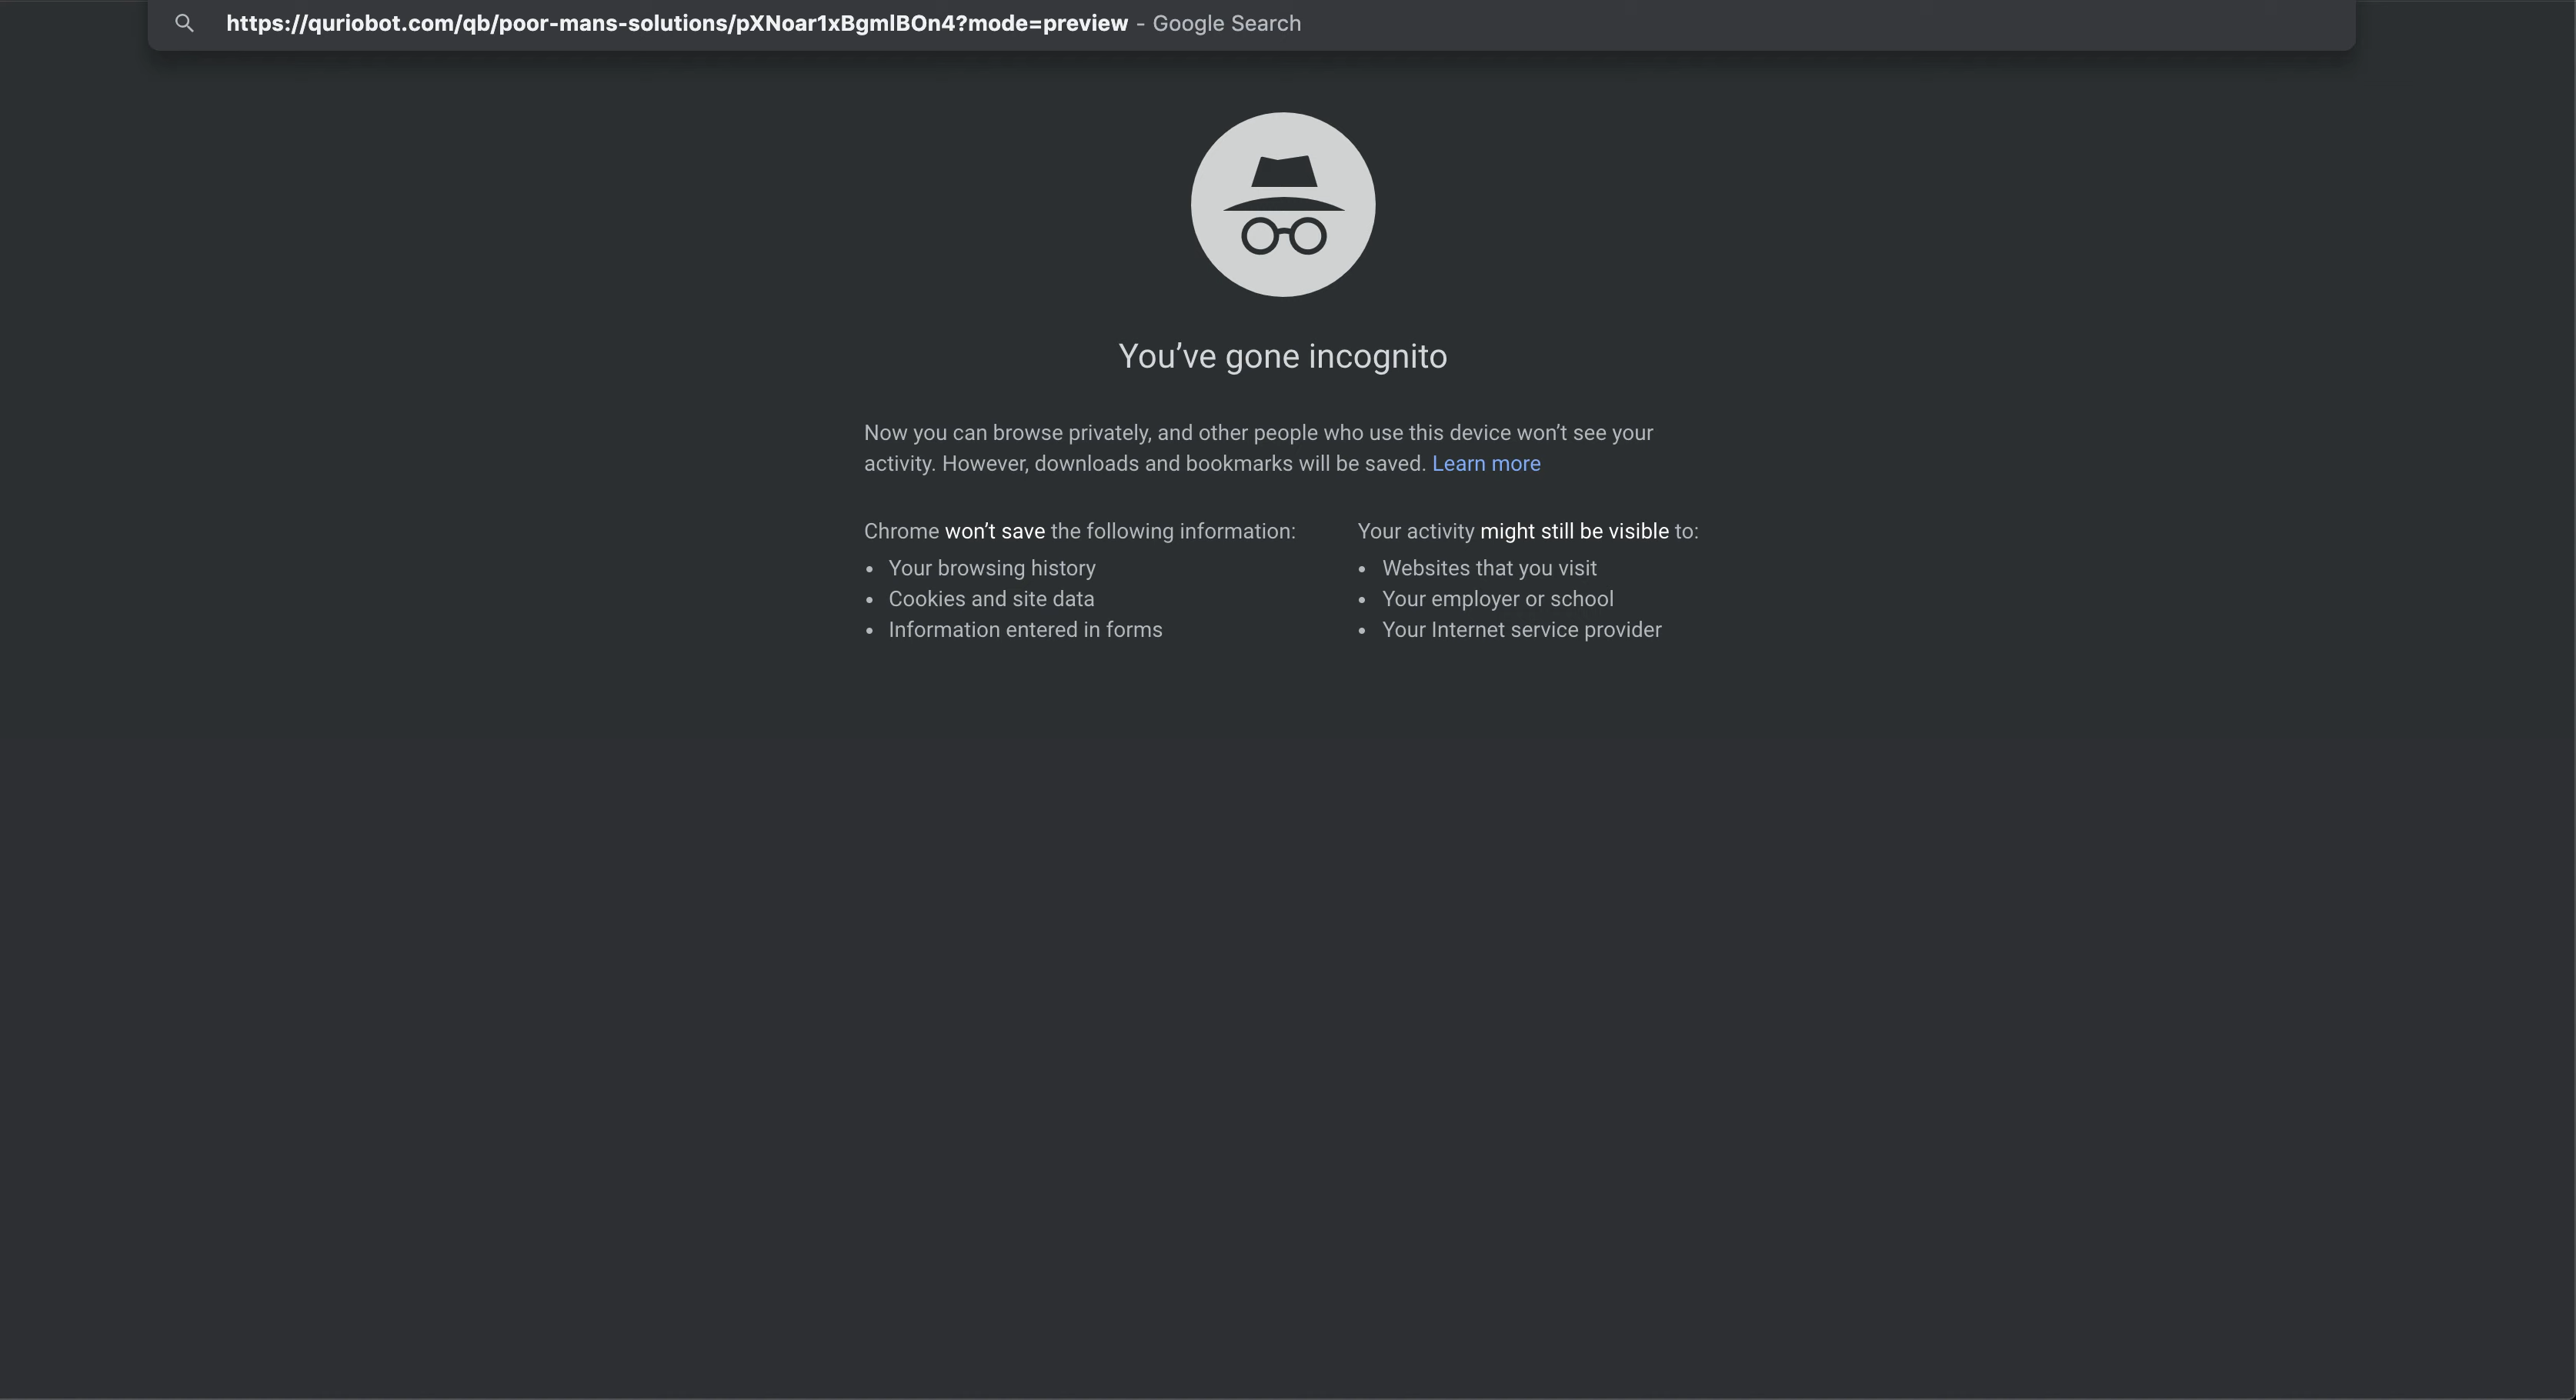 https://quriobot.com/qb/poor-mans-solutions/pXNoar1xBgmlBOn4?mode=preview - Google Search
You’ve gone incognito
Now you can browse privately, and other people who use this device won’t see your
activity. However, downloads and bookmarks will be saved. Learn more
Chrome won’t save the following information:
• Your browsing history
• Cookies and site data
• Information entered in forms
Your activity might still be visible to:
• Websites that you visit
• Your employer or school
• Your Internet service provider